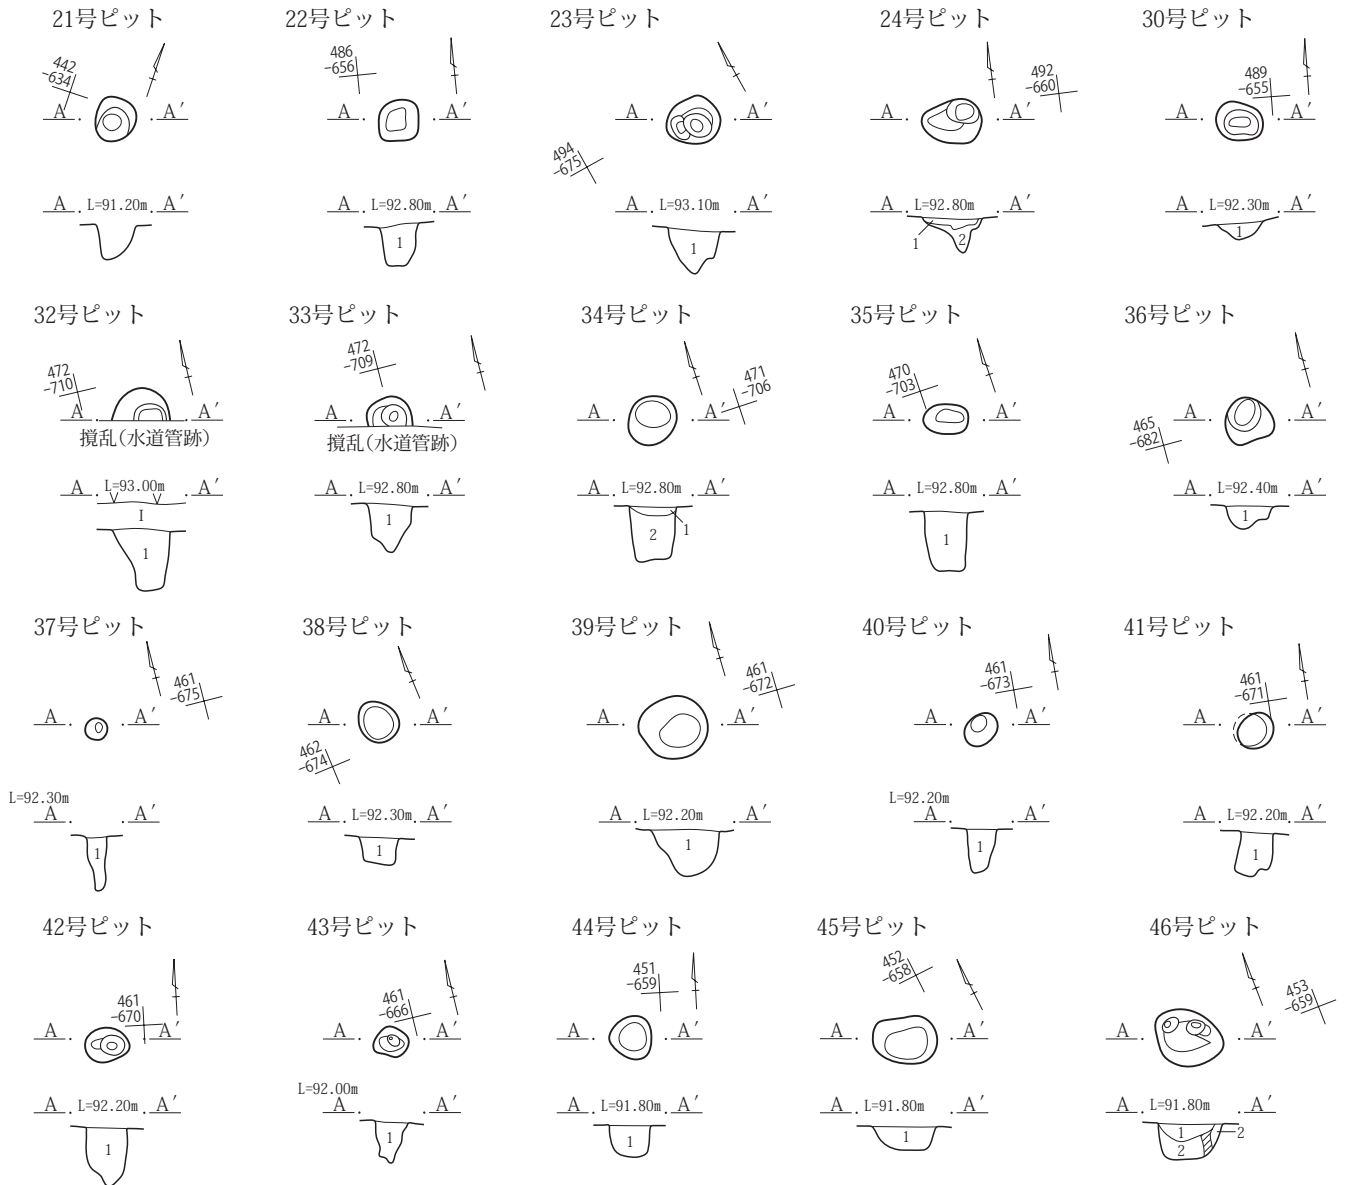 21号ピット
442
-634
A A′
A L=91.20m A′
22号ピット
486
-656
A A′
A L=92.80m A′
1
23号ピット
A A′
494
-675
A L=93.10m A′
1
24号ピット
492
-660
A A′
A L=92.80m A′
1 2
30号ピット
489
-655
A A′
A L=92.30m A′
1
32号ピット
472
-710
A A′
撹乱(水道管跡)
A L=93.00m A′
I
1
33号ピット
472
-709
A A′
撹乱(水道管跡)
A L=92.80m A′
1
34号ピット
471
-706
A A′
A L=92.80m A′
2 1
35号ピット
470
-703
A A′
A L=92.80m A′
1
36号ピット
A A′
465
-682
A L=92.40m A′
1
37号ピット
461
-675
A A′
L=92.30m
A A′
1
38号ピット
A A′
462
-674
A L=92.30m A′
1
39号ピット
461
-672
A A′
A L=92.20m A′
1
40号ピット
461
-673
A A′
L=92.20m
A A′
1
41号ピット
461
-671
A A′
A L=92.20m A′
1
42号ピット
461
-670
A A′
A L=92.20m A′
1
43号ピット
461
-666
A A′
L=92.00m
A A′
1
44号ピット
451
-659
A A′
A L=91.80m A′
1
45号ピット
452
-658
A A′
A L=91.80m A′
1
46号ピット
453
-659
A A′
A L=91.80m A′
1 2
2